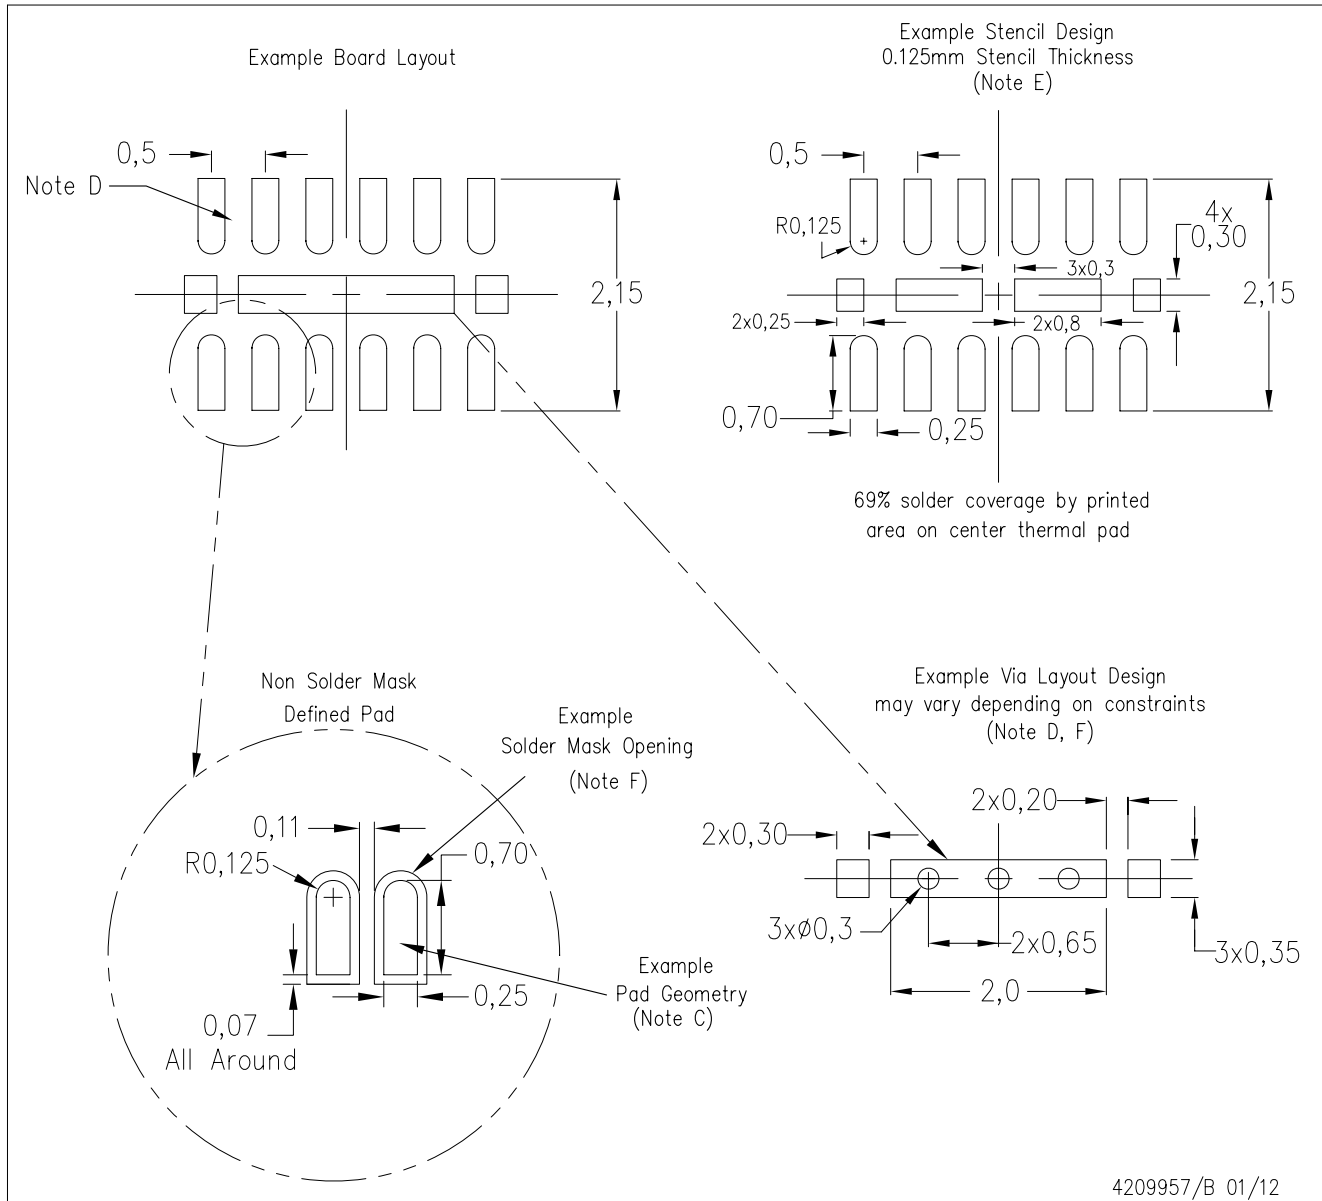 Example Board Layout
Example Stencil Design
0.125mm Stencil Thickness
(Note E)
0,5
Note D
2,15
0,5
R0,125
4x
0,30
3x0,3
2,15
2x0,25
2x0,8
0,70
0,25
69% solder coverage by printed
area on center thermal pad
Non Solder Mask
Defined Pad
Example
Solder Mask Opening
(Note F)
0,11
R0,125
0,70
0,25
0,07
All Around
Example
Pad Geometry
(Note C)
Example Via Layout Design
may vary depending on constraints
(Note D, F)
2x0,20
2x0,30
3xø0,3
2x0,65
3x0,35
2,0
4209957/B 01/12